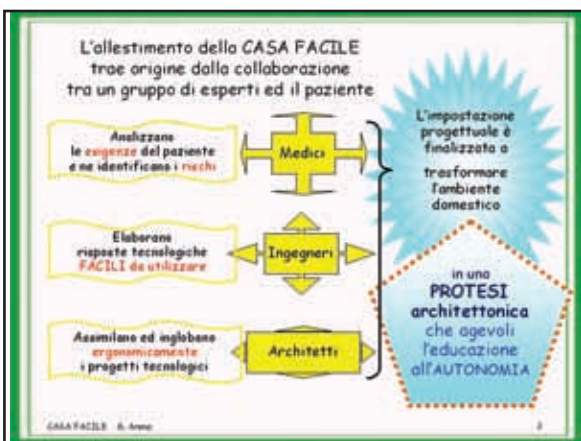 L'allestimento della CASA FACILE
trae origine dalla collaborazione
tra un gruppo di esperti ed il paziente
Analizzano
le esigenze del paziente
e ne identificano i rischi
Medici
Elaborano
risposte tecnologiche
FACILI da utilizzare
Ingegneri
Assimilano ed inglobano
ergonomicamente
i progetti tecnologici
Architetti
L'impostazione
progettuale è
finalizzata a
trasformare
l'ambiente
domestico
in una
PROTESI
architettonica
che agevoli
l'educazione
all'AUTONOMIA
CASA FACILE